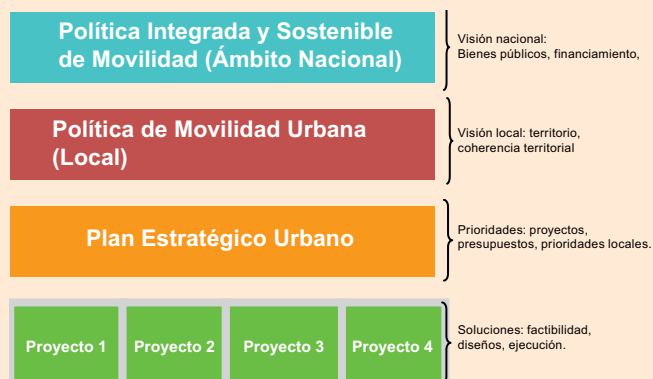 Política Integrada y Sostenible
de Movilidad (Ámbito Nacional)
Visión nacional:
Bienes públicos, financiamiento,
Política de Movilidad Urbana
(Local)
Visión local: territorio,
coherencia territorial
Plan Estratégico Urbano
Prioridades: proyectos,
presupuestos, prioridades locales.
Proyecto 1
Proyecto 2
Proyecto 3
Proyecto 4
Soluciones: factibilidad,
diseños, ejecución.